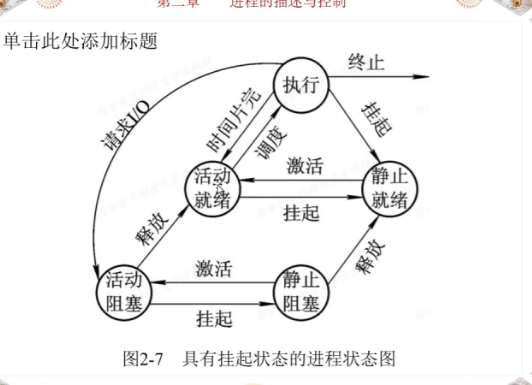 第二章 进程的描述与控制
单击此处添加标题
执行
终止
请求I/O
时间片完
调度
挂起
活动
就绪
激活
挂起
静止
就绪
释放
释放
活动
阻塞
激活
挂起
静止
阻塞
图2-7 具有挂起状态的进程状态图